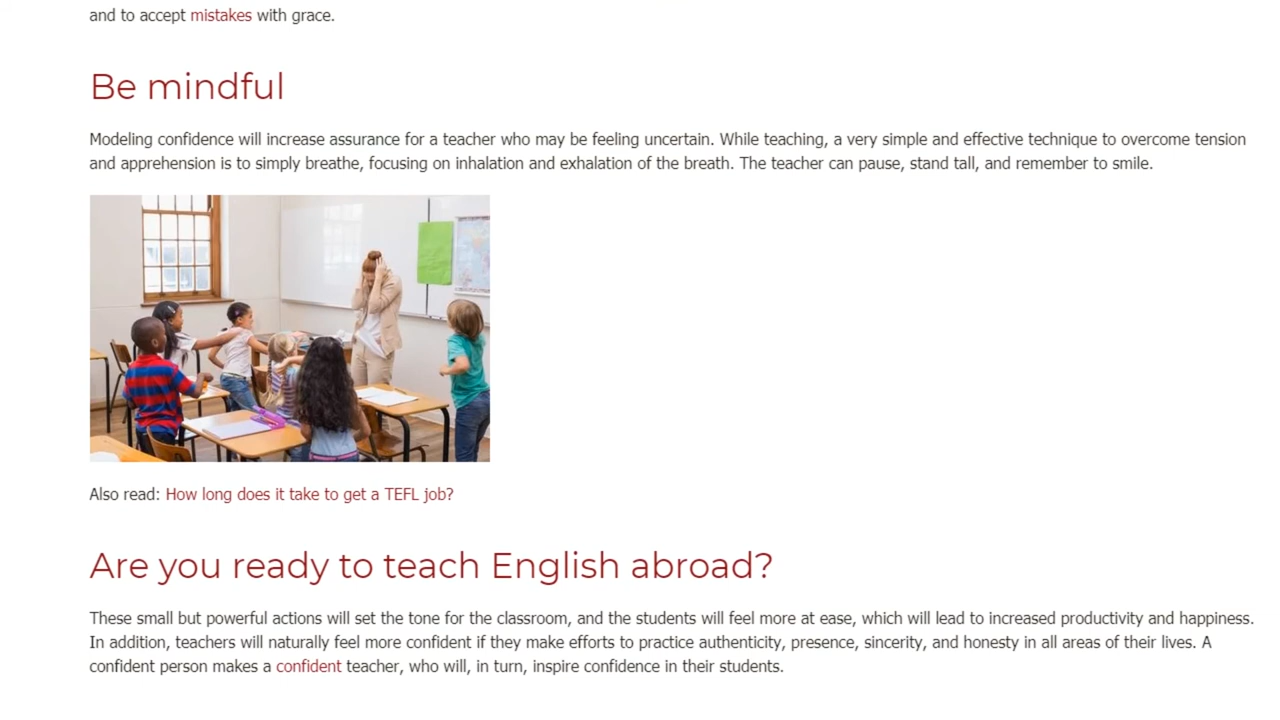 and to accept mistakes with grace.
Be mindful
Modeling confidence will increase assurance for a teacher who may be feeling uncertain. While teaching, a very simple and effective technique to overcome tension
and apprehension is to simply breathe, focusing on inhalation and exhalation of the breath. The teacher can pause, stand tall, and remember to smile.
Also read: How long does it take to get a TEFL job?
Are you ready to teach English abroad?
These small but powerful actions will set the tone for the classroom, and the students will feel more at ease, which will lead to increased productivity and happiness.
In addition, teachers will naturally feel more confident if they make efforts to practice authenticity, presence, sincerity, and honesty in all areas of their lives. A
confident person makes a confident teacher, who will, in turn, inspire confidence in their students.